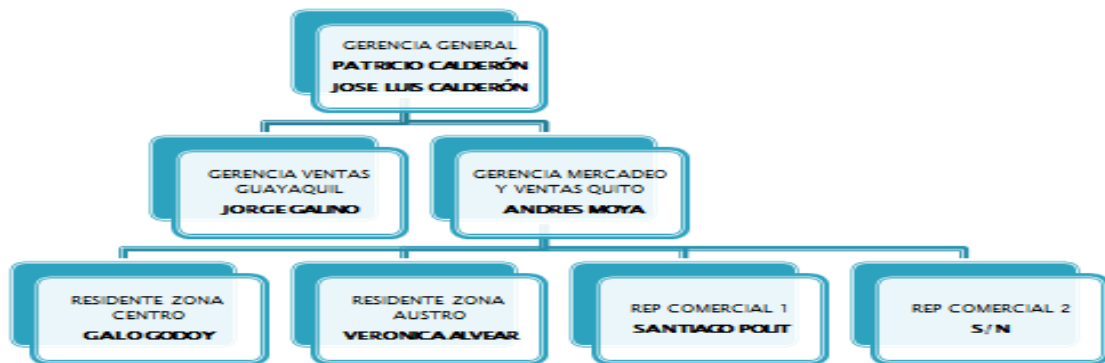 GERENCIA GENERAL
PATRICIO CALDERÓN
JOSE LUIS CALDERÓN
GERENCIA VENTAS
GUAYAQUIL
JORGE GALINO
GERENCIA MERCADEO
Y VENTAS QUITO
ANDRES MOYA
RESIDENTE ZONA
CENTRO
GALO GODOY
RESIDENTE ZONA
AUSTRO
VERONICA ALVEAR
REP COMERCIAL 1
SANTIAGO POLIT
REP COMERCIAL 2
S/N